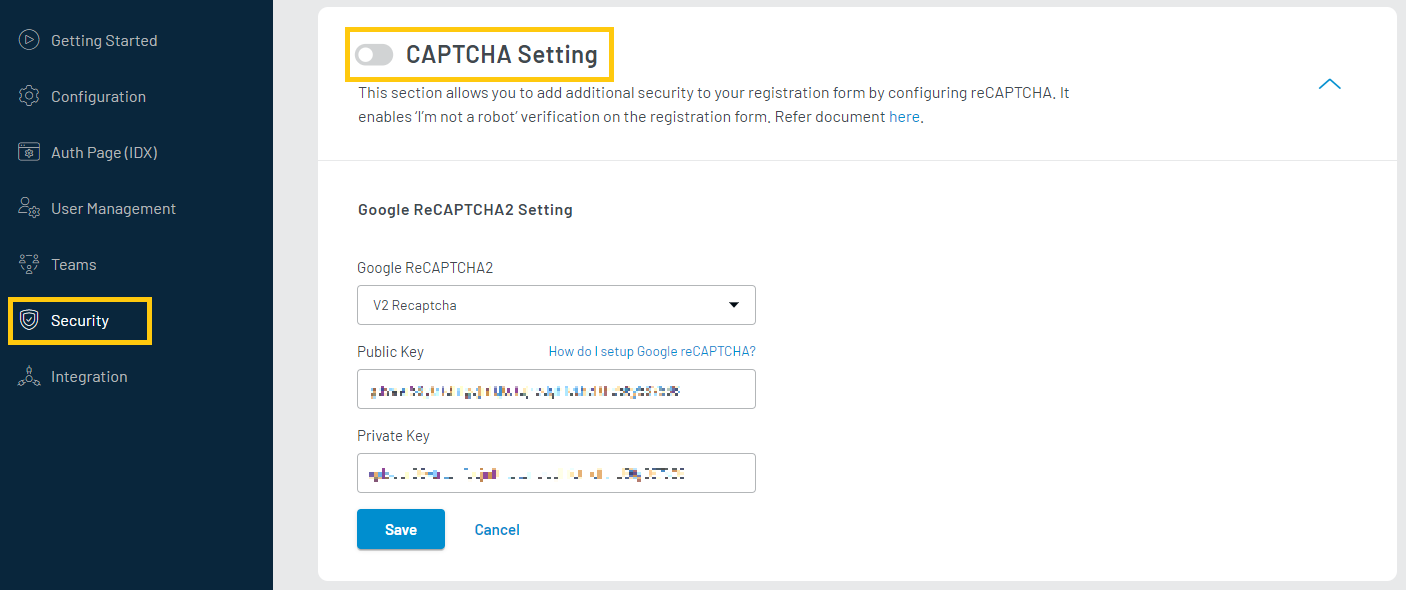 Getting Started
Configuration
Auth Page (IDX)
User Management
Teams
Security
Integration
CAPTCHA Setting
This section allows you to add additional security to your registration form by configuring reCAPTCHA. It
enables ‘I’m not a robot’ verification on the registration form. Refer document here.
Google ReCAPTCHA2 Setting
Google ReCAPTCHA2
V2 Recaptcha
Public Key How do I setup Google reCAPTCHA?
Private Key
Save Cancel